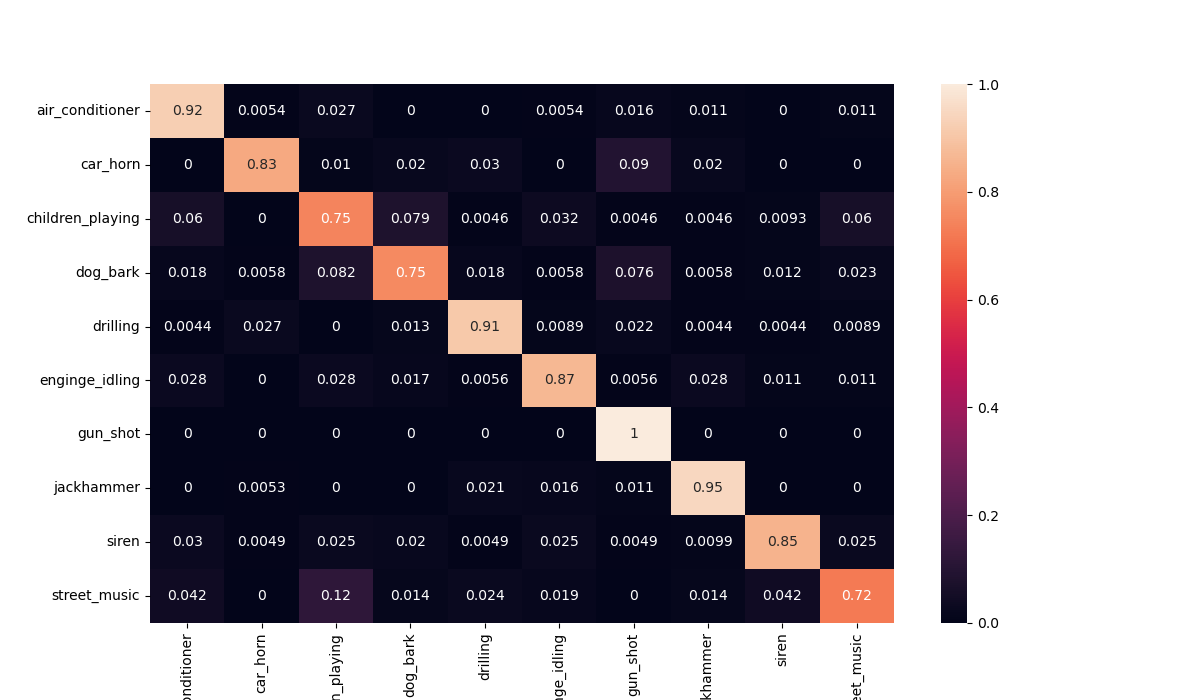 air_conditioner 0.92 0.0054 0.027 0 0 0.0054 0.016 0.011 0 0.011
car_horn 0 0.83 0.01 0.02 0.03 0 0.09 0.02 0 0
children_playing 0.06 0 0.75 0.079 0.0046 0.032 0.0046 0.0046 0.0093 0.06
dog_bark 0.018 0.0058 0.082 0.75 0.018 0.0058 0.076 0.0058 0.012 0.023
drilling 0.0044 0.027 0 0.013 0.91 0.0089 0.022 0.0044 0.0044 0.0089
enginge_idling 0.028 0 0.028 0.017 0.0056 0.87 0.0056 0.028 0.011 0.011
gun_shot 0 0 0 0 0 0 1 0 0 0
jackhammer 0 0.0053 0 0 0.021 0.016 0.011 0.95 0 0
siren 0.03 0.0049 0.025 0.02 0.0049 0.025 0.0049 0.0099 0.85 0.025
street_music 0.042 0 0.12 0.014 0.024 0.019 0 0.014 0.042 0.72
onditioner
car_horn
n_playing
dog_bark
drilling
nge_idling
gun_shot
khammer
siren
eet_music
1.0
0.8
0.6
0.4
0.2
0.0